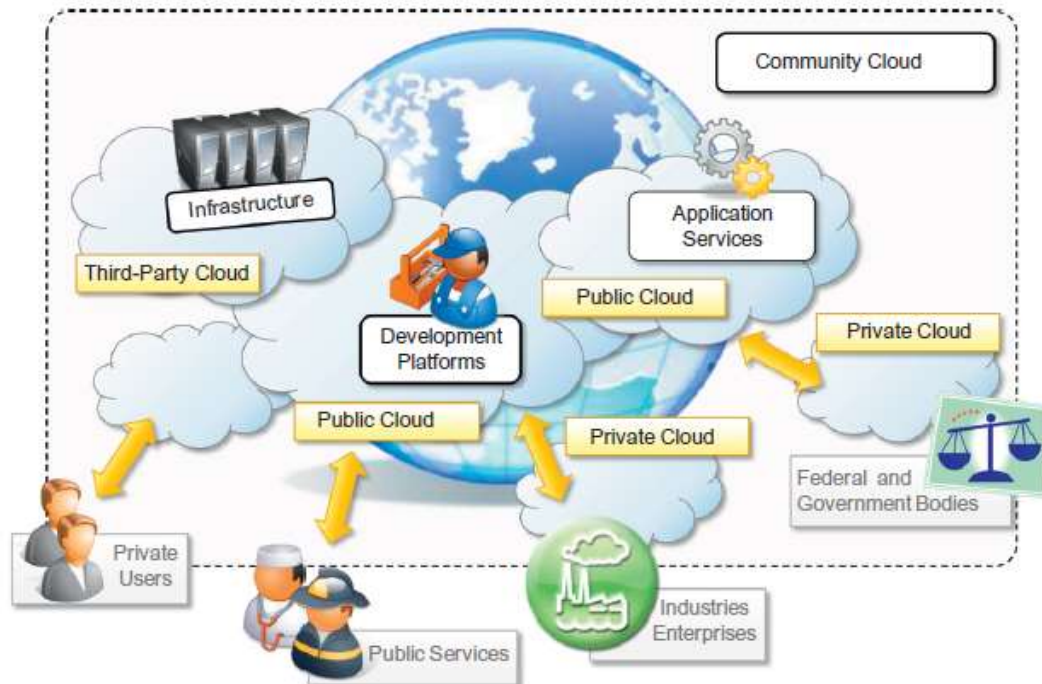 Community Cloud
Infrastructure
Application
Services
Third-Party Cloud
Public Cloud
Development
Platforms
Private Cloud
Public Cloud
Private Cloud
Federal and
Government Bodies
Private
Users
Industries
Enterprises
Public Services